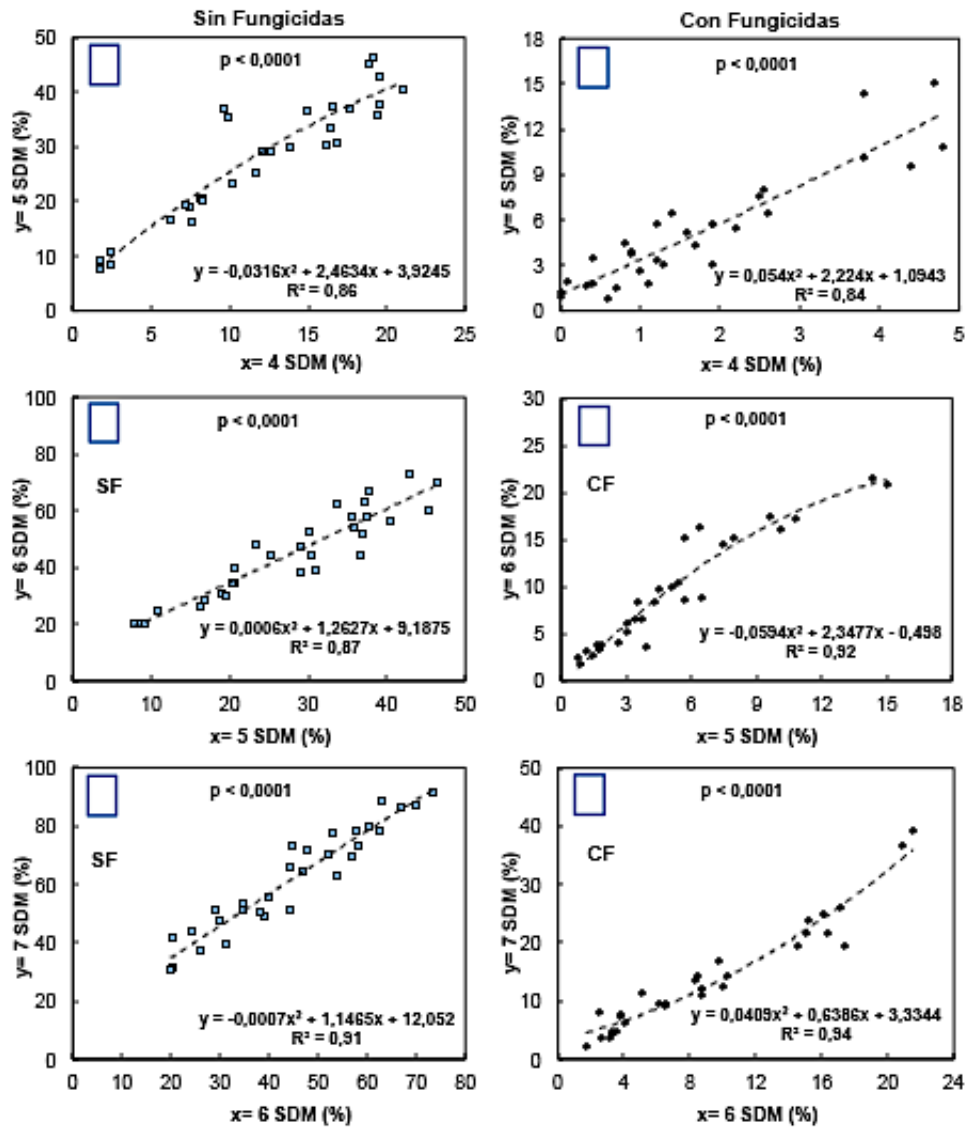 Sin Fungicidas
Con Fungicidas
50
40
30
20
10
0
y= 5 SDM (%)
p < 0,0001
y = -0,0316x² + 2,4634x + 3,9245
R² = 0,86
0 5 10 15 20 25
x= 4 SDM (%)
18
15
12
9
6
3
0
y= 5 SDM (%)
p < 0,0001
y = 0,054x² + 2,224x + 1,0943
R² = 0,84
0 1 2 3 4 5
x= 4 SDM (%)
100
80
60
40
20
0
y= 6 SDM (%)
p < 0,0001
SF
y = 0,0006x² + 1,2627x + 9,1875
R² = 0,87
0 10 20 30 40 50
x= 5 SDM (%)
30
25
20
15
10
5
0
y= 6 SDM (%)
p < 0,0001
CF
y = -0,0594x² + 2,3477x - 0,498
R² = 0,92
0 3 6 9 12 15 18
x= 5 SDM (%)
100
80
60
40
20
0
y= 7 SDM (%)
p < 0,0001
SF
y = -0,0007x² + 1,1465x + 12,052
R² = 0,91
0 10 20 30 40 50 60 70 80
x= 6 SDM (%)
50
40
30
20
10
0
y= 7 SDM (%)
p < 0,0001
CF
y = 0,0409x² + 0,6386x + 3,3344
R² = 0,94
0 4 8 12 16 20 24
x= 6 SDM (%)